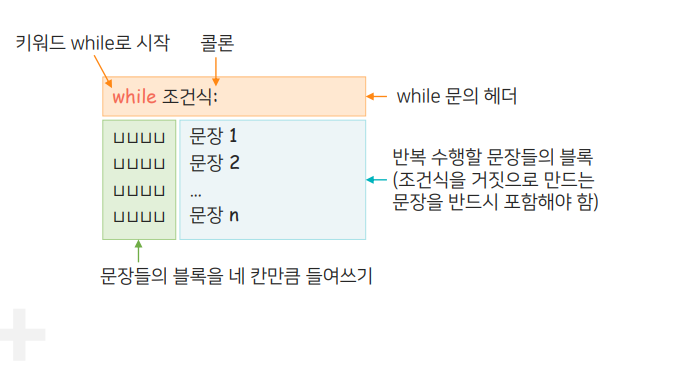 키워드 while로 시작 콜론
while 조건식:
while 문의 헤더
␣␣␣␣ 문장 1
␣␣␣␣ 문장 2
␣␣␣␣ ...
␣␣␣␣ 문장 n
반복 수행할 문장들의 블록
(조건식을 거짓으로 만드는
문장을 반드시 포함해야 함)
문장들의 블록을 네 칸만큼 들여쓰기